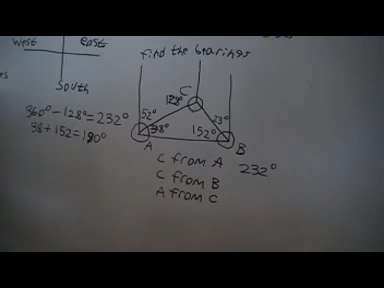 west easts
South
find the bearings
360° - 128° = 232°
38 + 152 = 190°
52°
38°
128°
C
23°
152°
A
B
C from A 232°
C from B
A from C